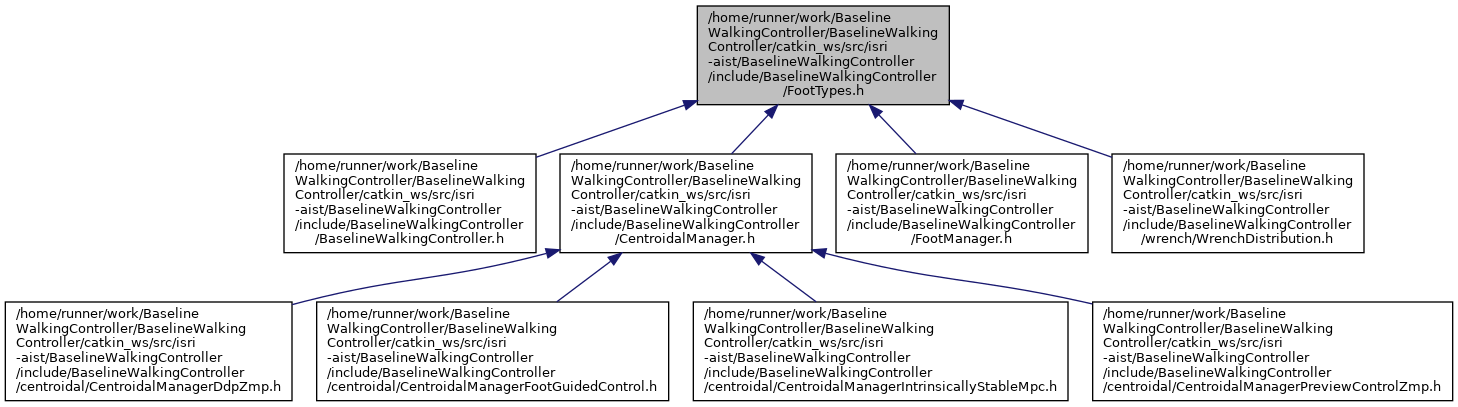 /home/runner/work/Baseline
WalkingController/BaselineWalking
Controller/catkin_ws/src/isri
-aist/BaselineWalkingController
/include/BaselineWalkingController
/FootTypes.h
/home/runner/work/Baseline
WalkingController/BaselineWalking
Controller/catkin_ws/src/isri
-aist/BaselineWalkingController
/include/BaselineWalkingController
/BaselineWalkingController.h
/home/runner/work/Baseline
WalkingController/BaselineWalking
Controller/catkin_ws/src/isri
-aist/BaselineWalkingController
/include/BaselineWalkingController
/CentroidalManager.h
/home/runner/work/Baseline
WalkingController/BaselineWalking
Controller/catkin_ws/src/isri
-aist/BaselineWalkingController
/include/BaselineWalkingController
/FootManager.h
/home/runner/work/Baseline
WalkingController/BaselineWalking
Controller/catkin_ws/src/isri
-aist/BaselineWalkingController
/include/BaselineWalkingController
/wrench/WrenchDistribution.h
/home/runner/work/Baseline
WalkingController/BaselineWalking
Controller/catkin_ws/src/isri
-aist/BaselineWalkingController
/include/BaselineWalkingController
/centroidal/CentroidalManagerDdpZmp.h
/home/runner/work/Baseline
WalkingController/BaselineWalking
Controller/catkin_ws/src/isri
-aist/BaselineWalkingController
/include/BaselineWalkingController
/centroidal/CentroidalManagerFootGuidedControl.h
/home/runner/work/Baseline
WalkingController/BaselineWalking
Controller/catkin_ws/src/isri
-aist/BaselineWalkingController
/include/BaselineWalkingController
/centroidal/CentroidalManagerIntrinsicallyStableMpc.h
/home/runner/work/Baseline
WalkingController/BaselineWalking
Controller/catkin_ws/src/isri
-aist/BaselineWalkingController
/include/BaselineWalkingController
/centroidal/CentroidalManagerPreviewControlZmp.h